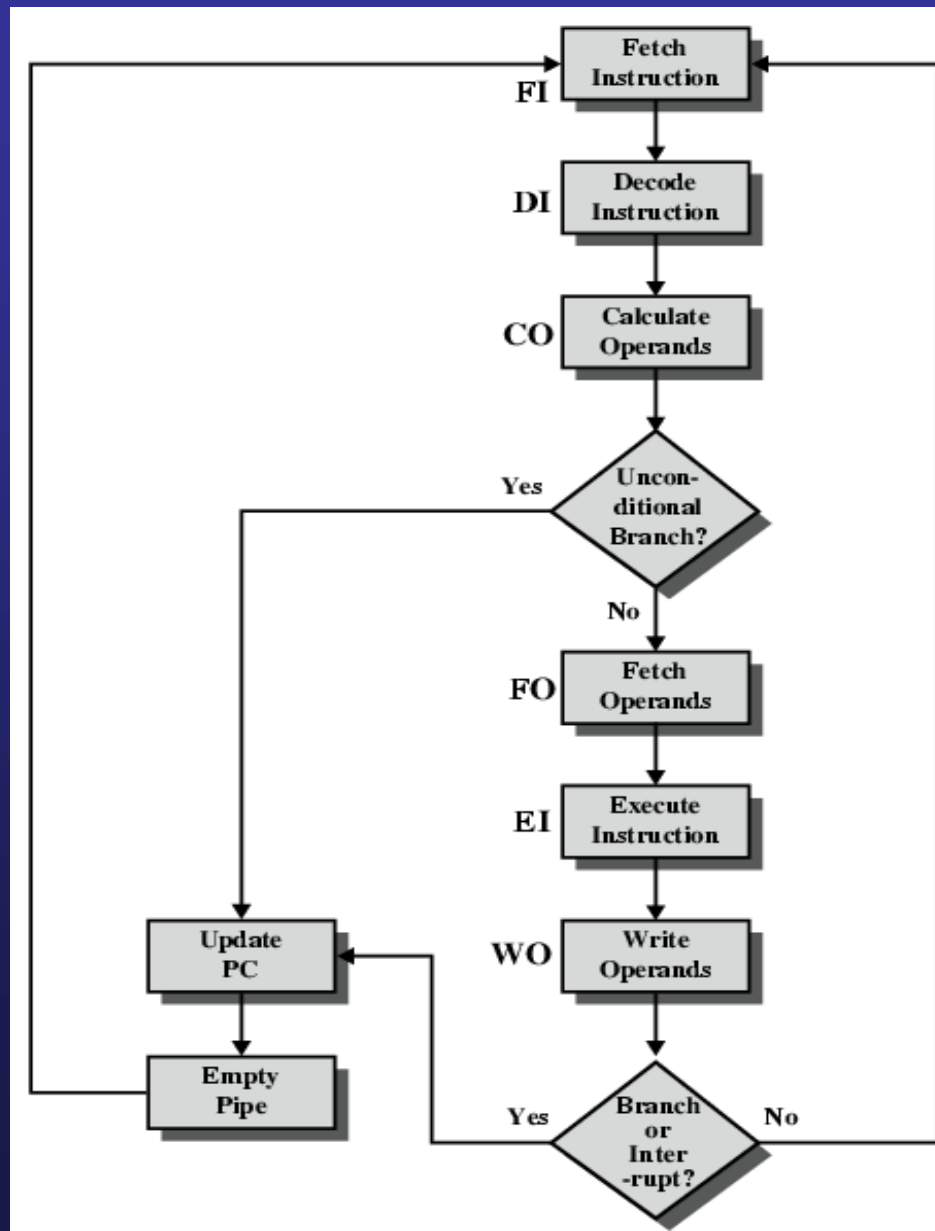 Fetch
Instruction
FI
Decode
Instruction
DI
Calculate
Operands
CO
Uncon-
ditional
Branch?
Yes
No
Fetch
Operands
FO
Execute
Instruction
EI
Write
Operands
WO
Update
PC
Empty
Pipe
Branch
or
Inter
-rupt?
Yes
No